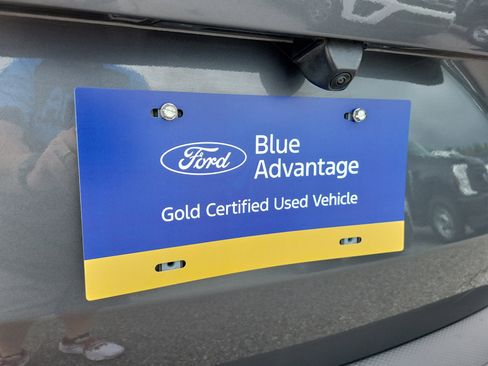 Ford
Blue
Advantage
Gold Certified Used Vehicle